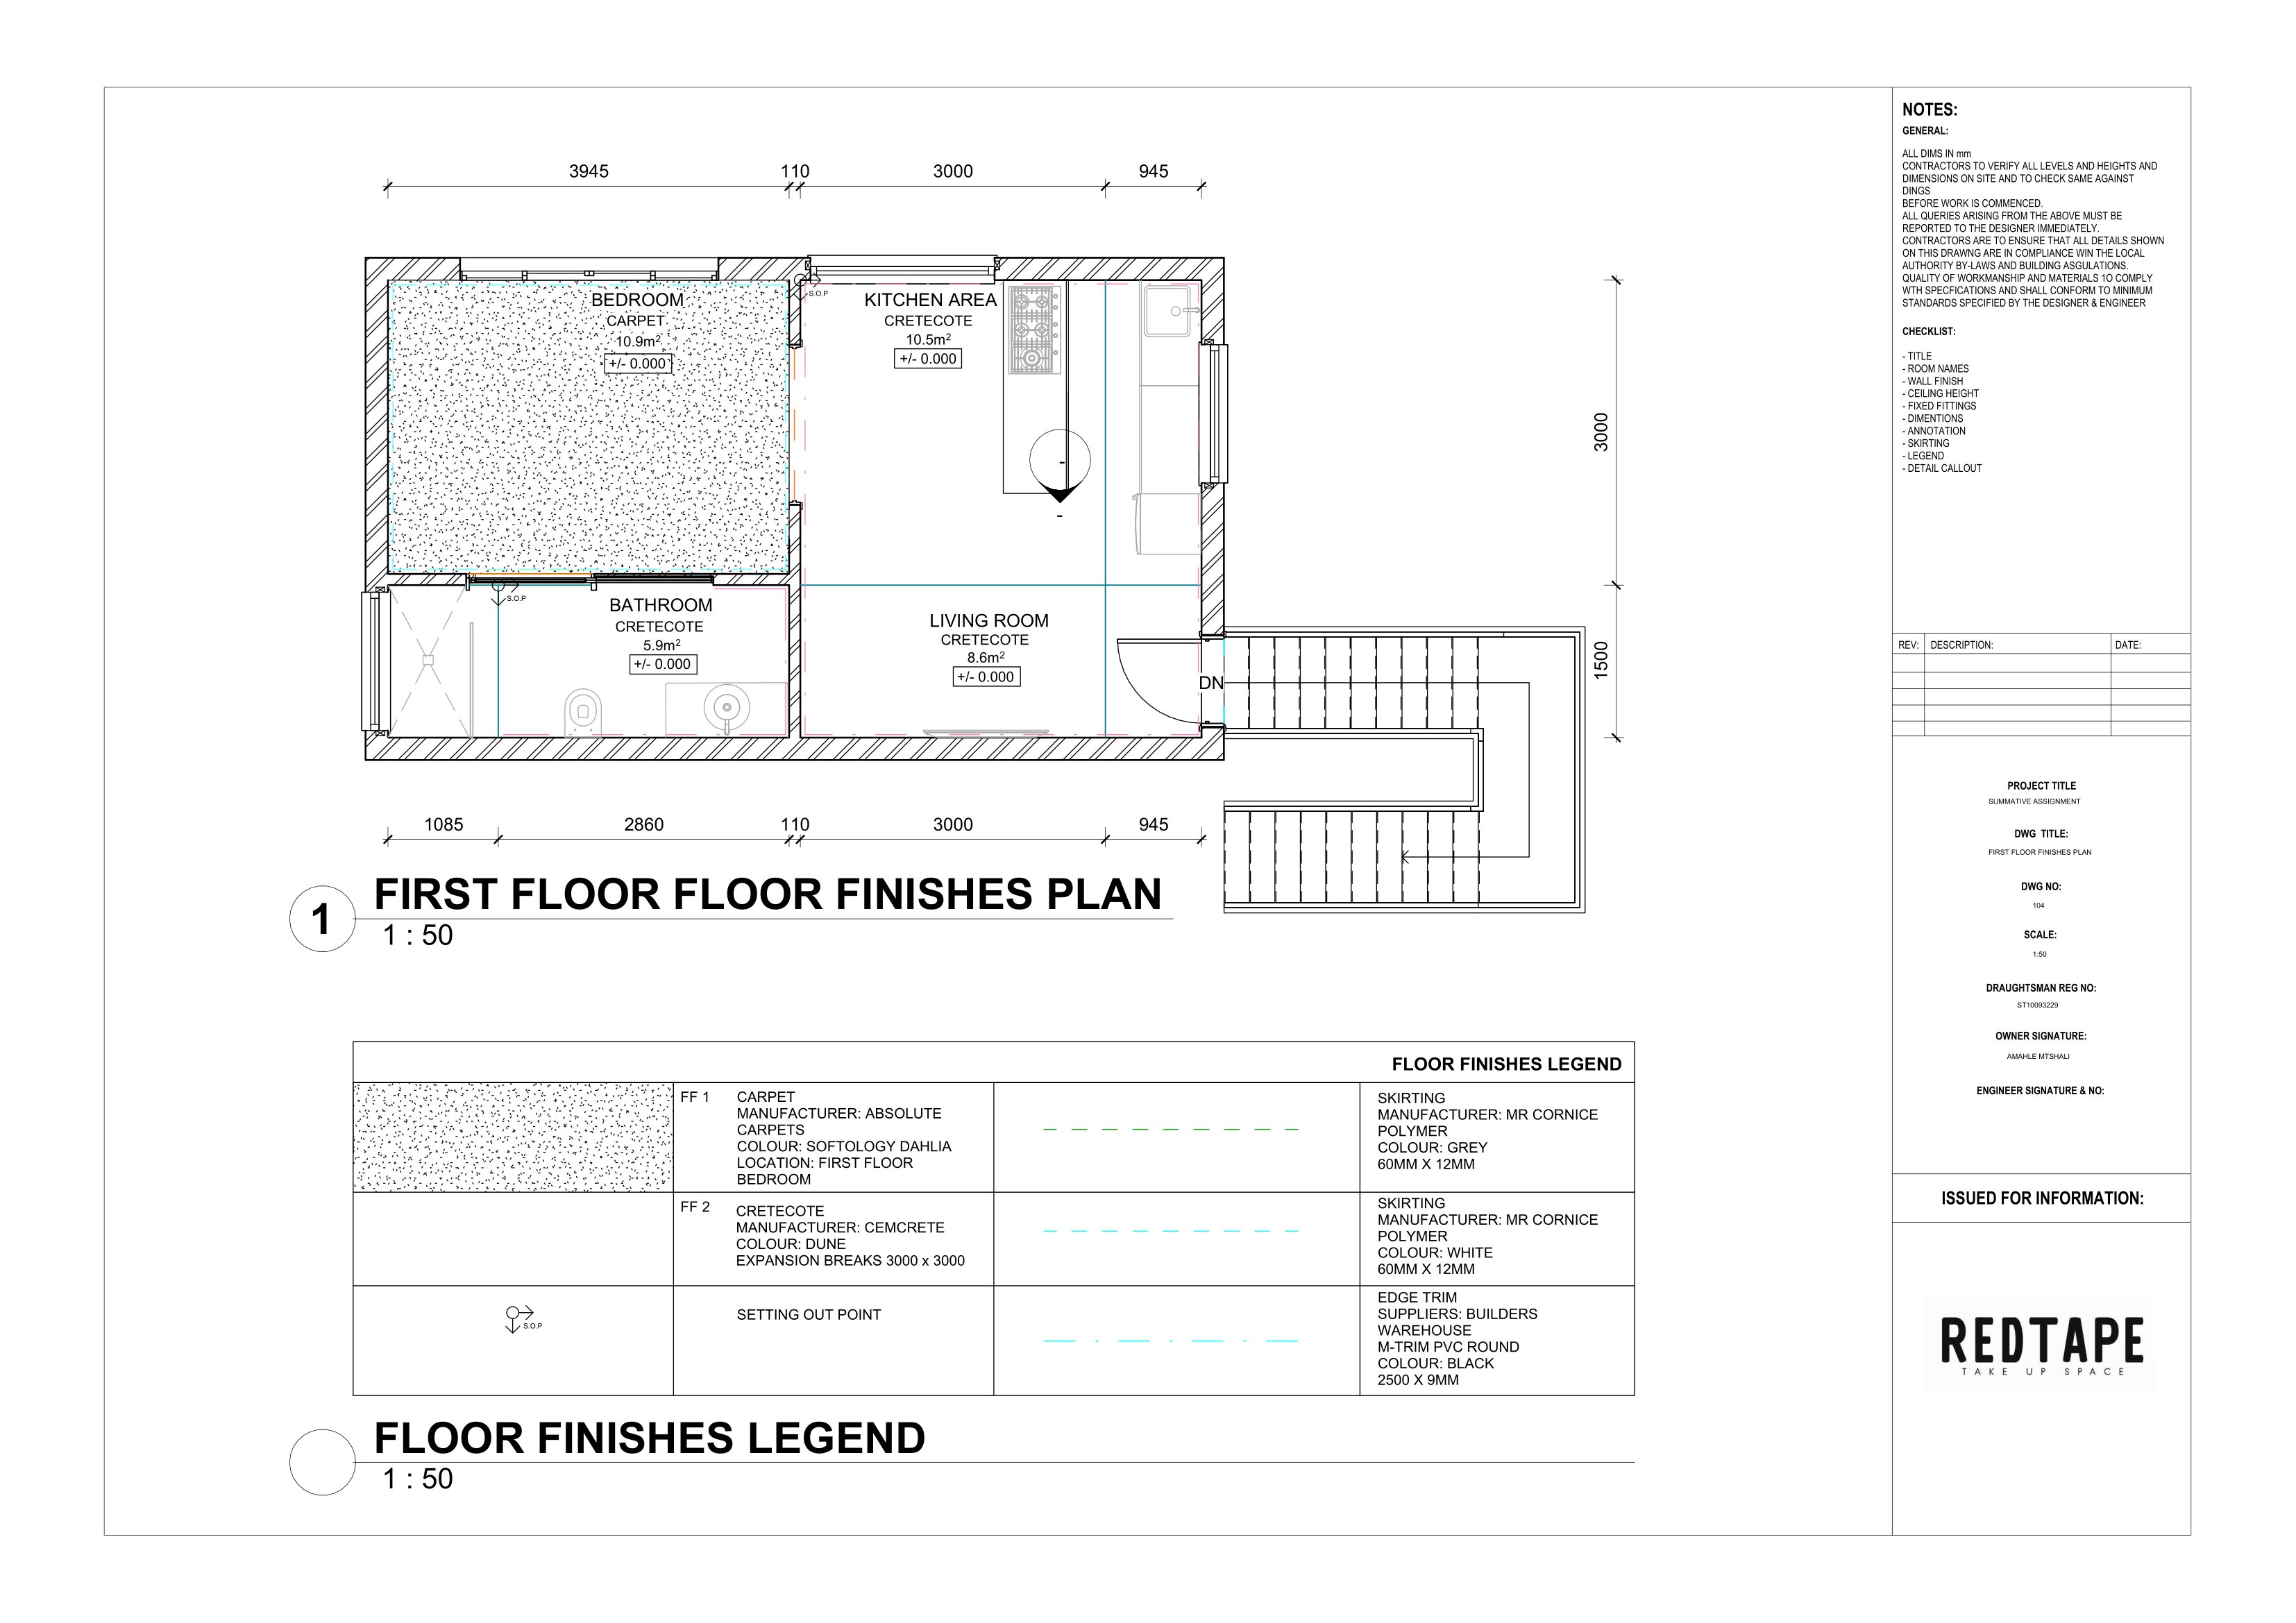 3945
110
3000
945
BEDROOM
CARPET
10.9m²
+/- 0.000
S.O.P
KITCHEN AREA
CRETECOTE
10.5m²
+/- 0.000
-
-
3000
S.O.P
BATHROOM
CRETECOTE
5.9m²
+/- 0.000
LIVING ROOM
CRETECOTE
8.6m²
+/- 0.000
DN
1500
1085
2860
110
3000
945
1
FIRST FLOOR FLOOR FINISHES PLAN
1 : 50
FLOOR FINISHES LEGEND
FF 1
CARPET
MANUFACTURER: ABSOLUTE
CARPETS
COLOUR: SOFTOLOGY DAHLIA
LOCATION: FIRST FLOOR
BEDROOM
SKIRTING
MANUFACTURER: MR CORNICE
POLYMER
COLOUR: GREY
60MM X 12MM
FF 2
CRETECOTE
MANUFACTURER: CEMCRETE
COLOUR: DUNE
EXPANSION BREAKS 3000 x 3000
SKIRTING
MANUFACTURER: MR CORNICE
POLYMER
COLOUR: WHITE
60MM X 12MM
S.O.P
SETTING OUT POINT
EDGE TRIM
SUPPLIERS: BUILDERS
WAREHOUSE
M-TRIM PVC ROUND
COLOUR: BLACK
2500 X 9MM
FLOOR FINISHES LEGEND
1 : 50
NOTES:
GENERAL:
ALL DIMS IN mm
CONTRACTORS TO VERIFY ALL LEVELS AND HEIGHTS AND
DIMENSIONS ON SITE AND TO CHECK SAME AGAINST
DINGS
BEFORE WORK IS COMMENCED.
ALL QUERIES ARISING FROM THE ABOVE MUST BE
REPORTED TO THE DESIGNER IMMEDIATELY.
CONTRACTORS ARE TO ENSURE THAT ALL DETAILS SHOWN
ON THIS DRAWNG ARE IN COMPLIANCE WIN THE LOCAL
AUTHORITY BY-LAWS AND BUILDING ASGULATIONS.
QUALITY OF WORKMANSHIP AND MATERIALS 1O COMPLY
WTH SPECFICATIONS AND SHALL CONFORM TO MINIMUM
STANDARDS SPECIFIED BY THE DESIGNER & ENGINEER
CHECKLIST:
- TITLE
- ROOM NAMES
- WALL FINISH
- CEILING HEIGHT
- FIXED FITTINGS
- DIMENTIONS
- ANNOTATION
- SKIRTING
- LEGEND
- DETAIL CALLOUT
REV: DESCRIPTION: DATE:
PROJECT TITLE
SUMMATIVE ASSIGNMENT
DWG TITLE:
FIRST FLOOR FINISHES PLAN
DWG NO:
104
SCALE:
1:50
DRAUGHTSMAN REG NO:
ST10093229
OWNER SIGNATURE:
AMAHLE MTSHALI
ENGINEER SIGNATURE & NO:
ISSUED FOR INFORMATION:
REDTAPE
TAKE UP SPACE